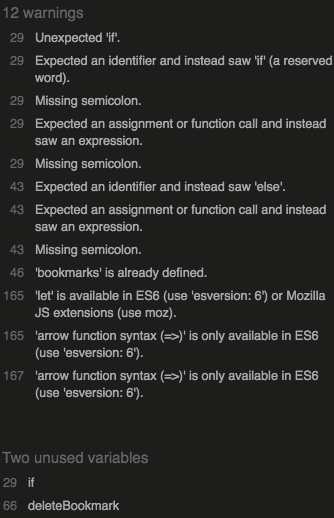 12 warnings
29 Unexpected 'if'.
29 Expected an identifier and instead saw 'if' (a reserved
word).
29 Missing semicolon.
29 Expected an assignment or function call and instead
saw an expression.
29 Missing semicolon.
43 Expected an identifier and instead saw 'else'.
43 Expected an assignment or function call and instead
saw an expression.
43 Missing semicolon.
46 'bookmarks' is already defined.
165 'let' is available in ES6 (use 'esversion: 6') or Mozilla
JS extensions (use moz).
165 'arrow function syntax (=>)' is only available in ES6
(use 'esversion: 6').
167 'arrow function syntax (=>)' is only available in ES6
(use 'esversion: 6').
Two unused variables
29 if
66 deleteBookmark